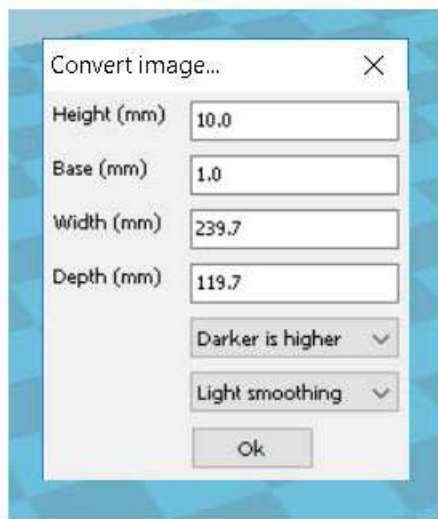 Convert image...
Height (mm) 10.0
Base (mm) 1.0
Width (mm) 239.7
Depth (mm) 119.7
Darker is higher
Light smoothing
Ok